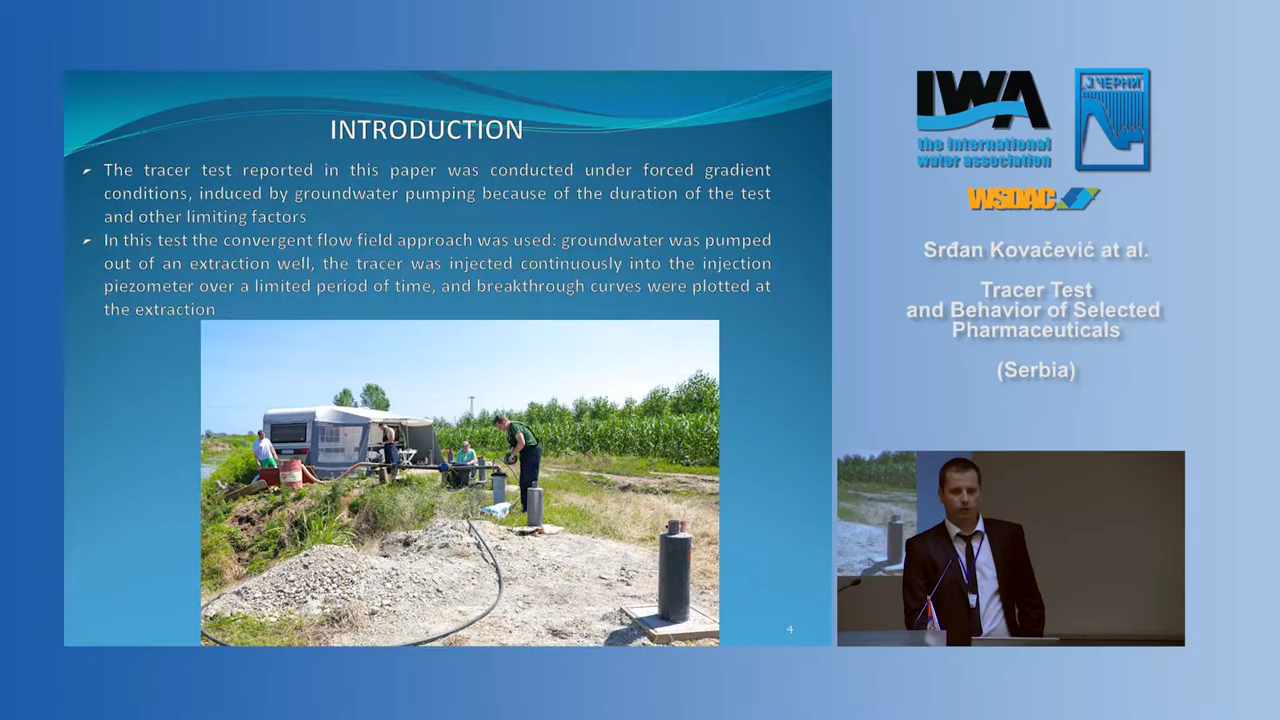 INTRODUCTION
The tracer test reported in this paper was conducted under forced gradient
conditions, induced by groundwater pumping because of the duration of the test
and other limiting factors
In this test the convergent flow field approach was used: groundwater was pumped
out of an extraction well, the tracer was injected continuously into the injection
piezometer over a limited period of time, and breakthrough curves were plotted at
the extraction
4
IWA
the international
water association
Ј.ЧЕРНИ
WSDAC
Srđan Kovačević at al.
Tracer Test
and Behavior of Selected
Pharmaceuticals
(Serbia)